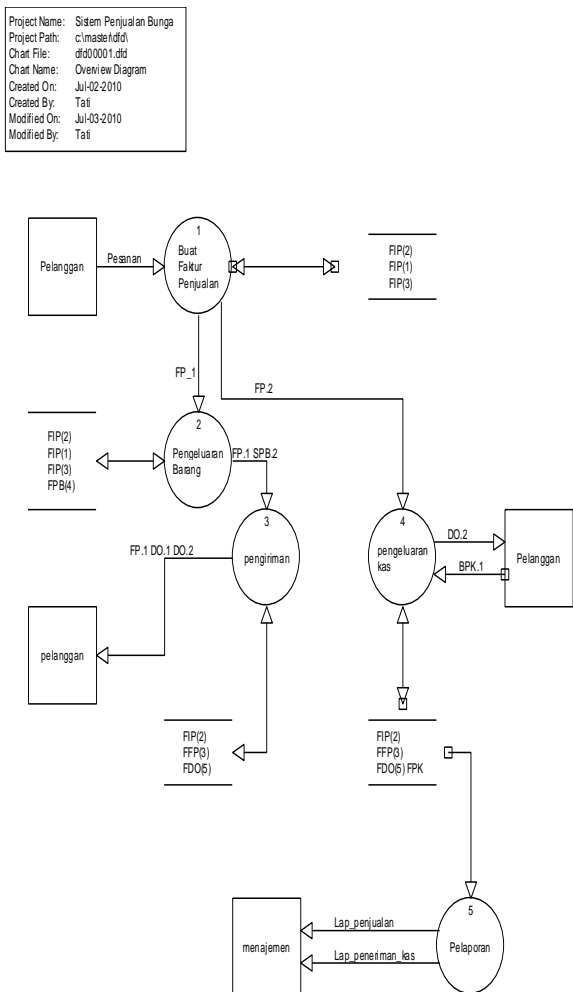 Project Name: Sistem Penjualan Bunga
Project Path: c:\master\dfd\
Chart File: dfd00001.dfd
Chart Name: Overview Diagram
Created On: Jul-02-2010
Created By: Tati
Modified On: Jul-03-2010
Modified By: Tati
Pelanggan
Pesanan
1
Buat
Faktur
Penjualan
FIP(2)
FIP(1)
FIP(3)
FP_1
FP.2
FIP(2)
FIP(1)
FIP(3)
FPB(4)
2
Pengeluaran
Barang
FP.1 SPB.2
3
pengiriman
4
pengeluaran
kas
DO.2
BPK.1
Pelanggan
FP.1 DO.1 DO.2
pelanggan
FIP(2)
FFP(3)
FDO(5)
FIP(2)
FFP(3)
FDO(5) FPK
menajemen
Lap_penjualan
Lap_peneriman_kas
5
Pelaporan